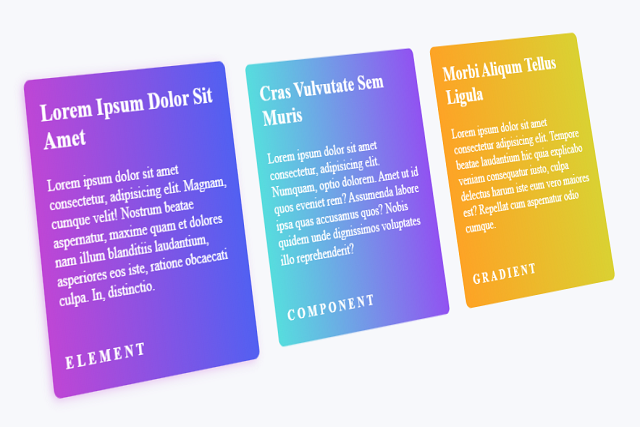 Lorem Ipsum Dolor Sit
Amet
Lorem ipsum dolor sit amet
consectetur, adipisicing elit. Magnam,
cumque velit! Nostrum beatae
aspernatur, maxime quam et dolores
nam illum blanditiis laudantium,
asperiores eos iste, ratione obcaecati
culpa. In, distinctio.
ELEMENT
Cras Vulvutate Sem
Muris
Lorem ipsum dolor sit amet
consectetur, adipisicing elit.
Numquam, optio dolorem. Amet ut id
quos eveniet rem? Assumenda labore
ipsa quas accusamus quos? Nobis
quidem unde dignissimos voluptates
illo reprehenderit?
COMPONENT
Morbi Aliqum Tellus
Ligula
Lorem ipsum dolor sit amet
consectetur adipisicing elit. Tempore
beatae laudantium hic quia explicabo
veniam consequatur iusto, culpa
delectus harum iste eum vero maiores
est? Repellat cum aspernatur odio
cumque.
GRADIENT